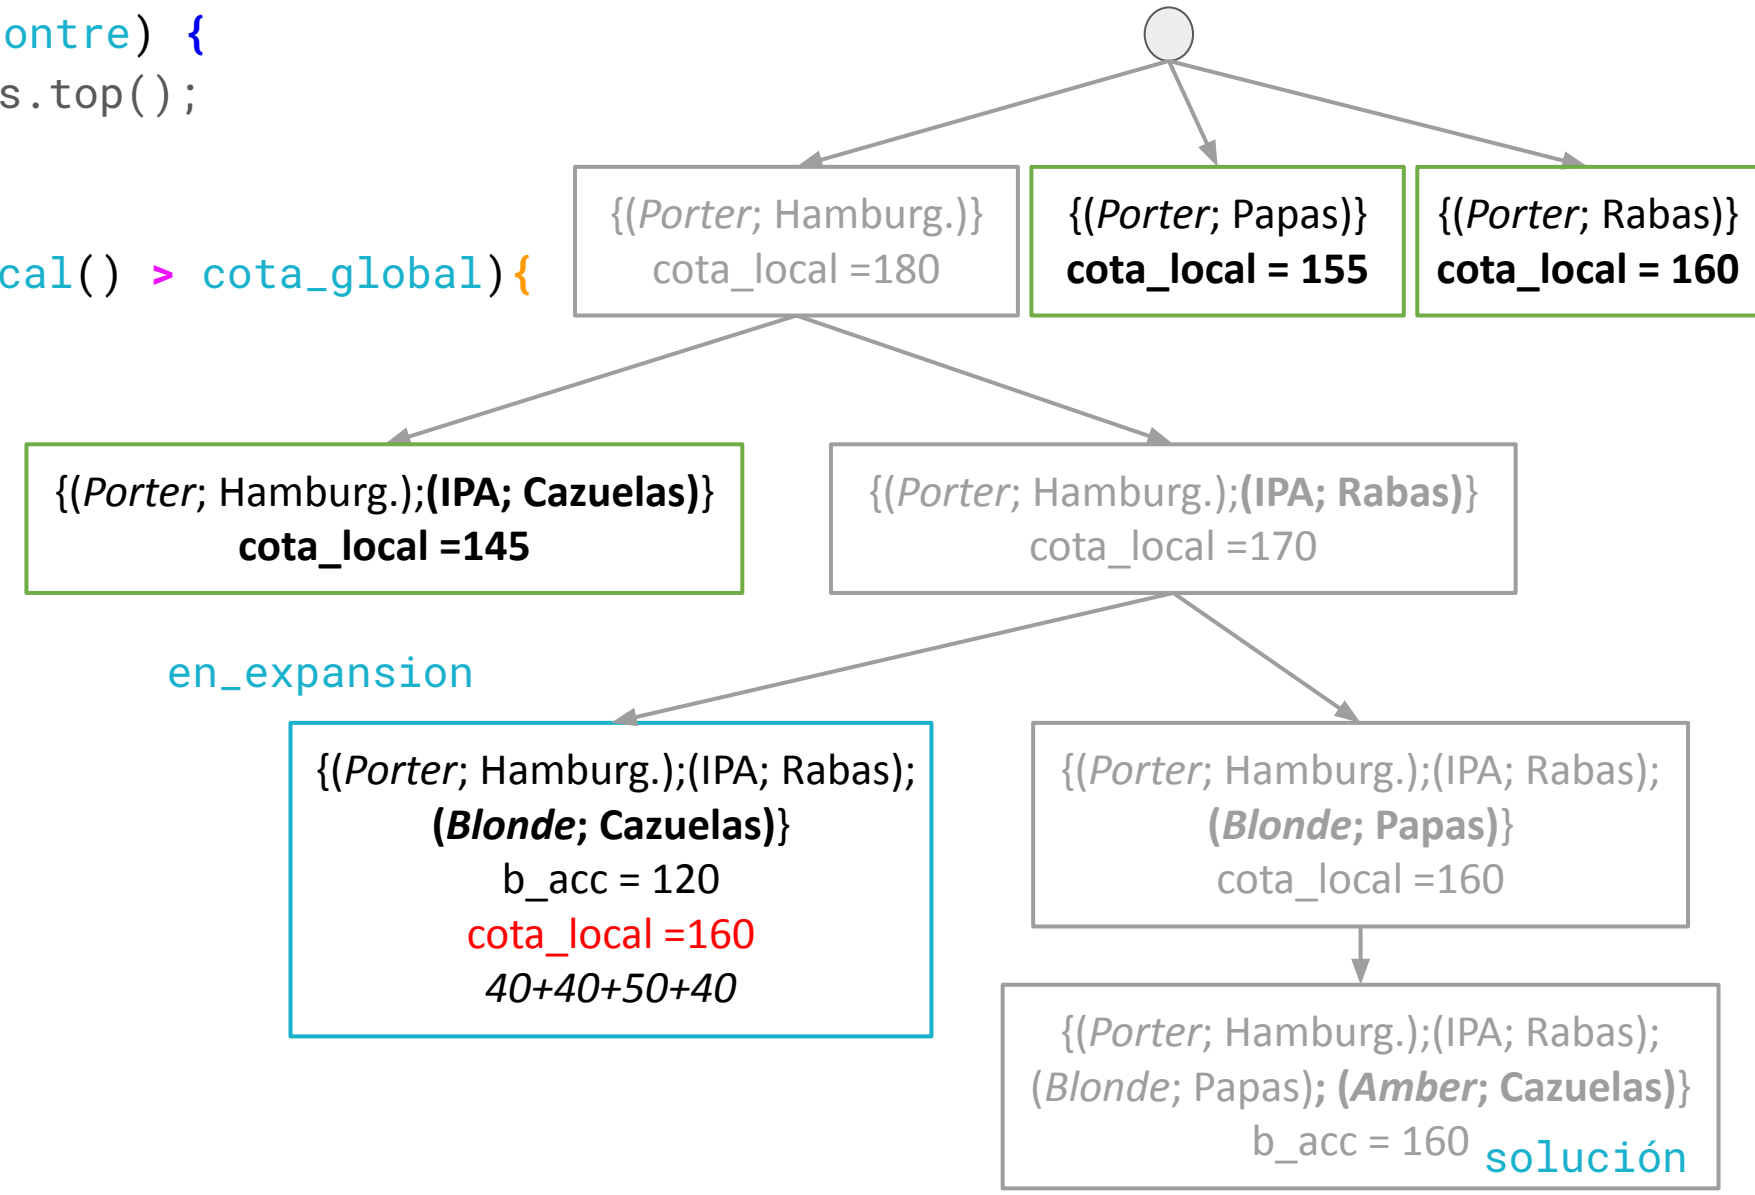 ontre) {
s.top();
cal() > cota_global){
{(Porter; Hamburg.)}
cota_local =180
{(Porter; Papas)}
cota_local = 155
{(Porter; Rabas)}
cota_local = 160
{(Porter; Hamburg.);(IPA; Cazuelas)}
cota_local =145
{(Porter; Hamburg.);(IPA; Rabas)}
cota_local =170
en_expansion
{(Porter; Hamburg.);(IPA; Rabas);
(Blonde; Cazuelas)}
b_acc = 120
cota_local =160
40+40+50+40
{(Porter; Hamburg.);(IPA; Rabas);
(Blonde; Papas)}
cota_local =160
{(Porter; Hamburg.);(IPA; Rabas);
(Blonde; Papas); (Amber; Cazuelas)}
b_acc = 160
solución